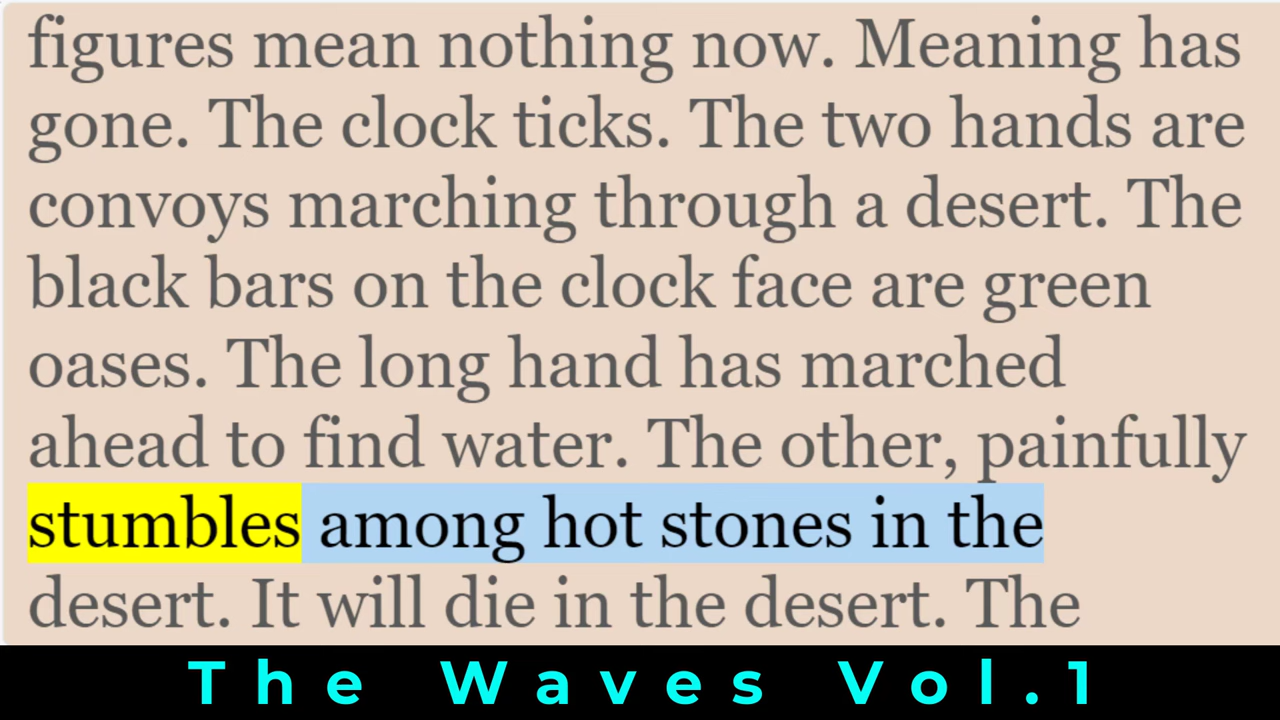 figures mean nothing now. Meaning has
gone. The clock ticks. The two hands are
convoys marching through a desert. The
black bars on the clock face are green
oases. The long hand has marched
ahead to find water. The other, painfully
stumbles among hot stones in the
desert. It will die in the desert. The
The Waves Vol.1